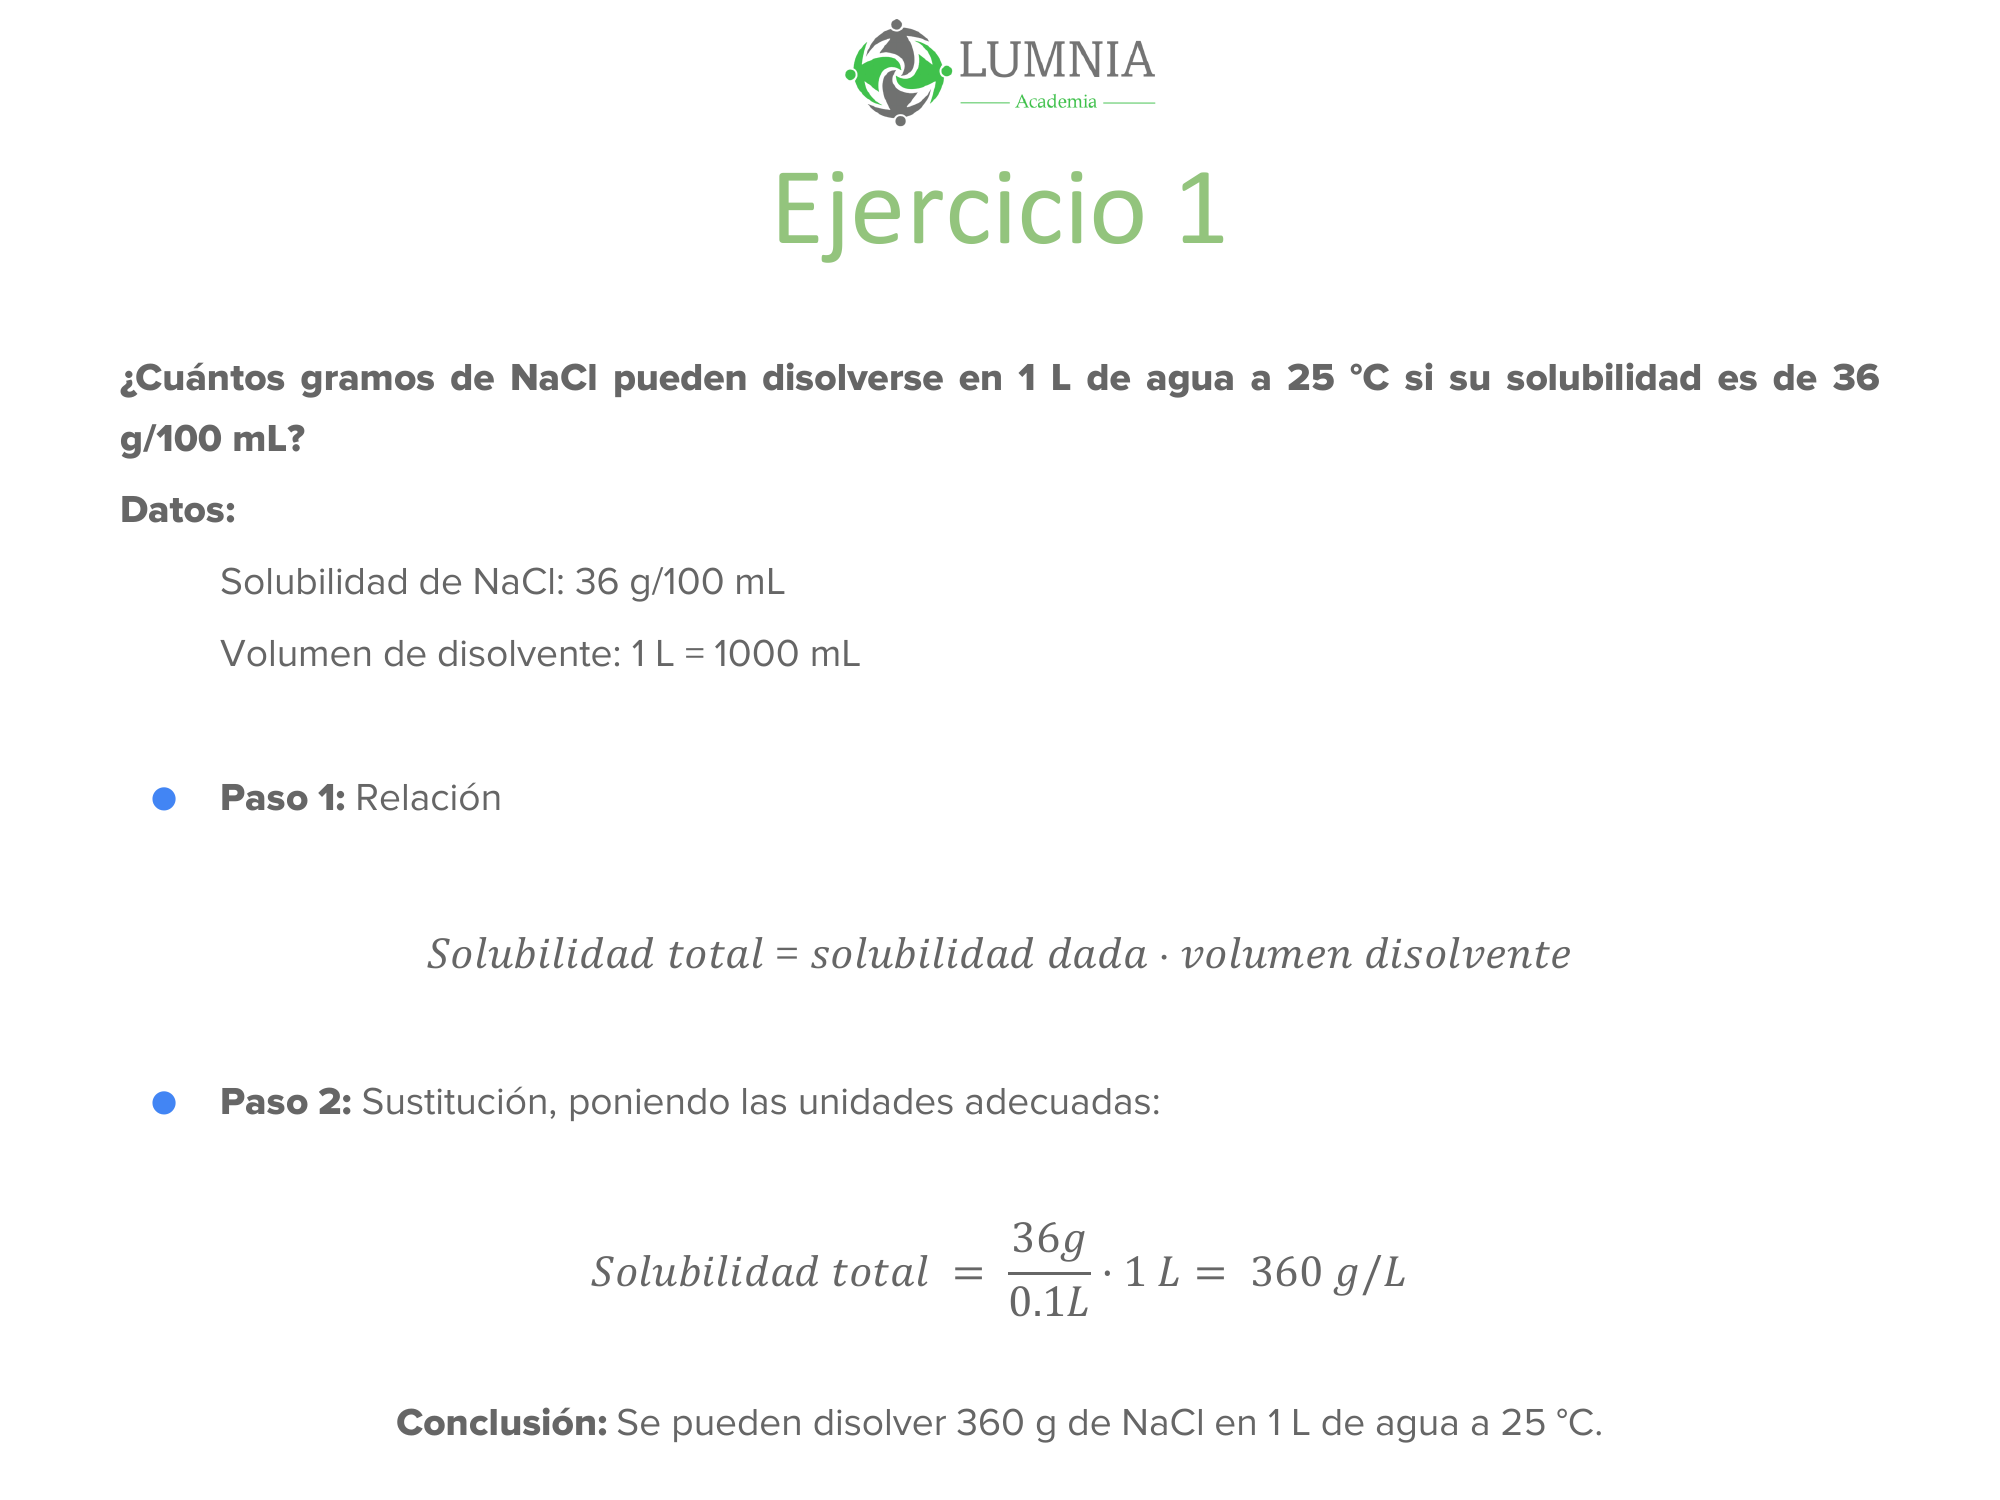 LUMNIA
Academia
Ejercicio 1
¿Cuántos gramos de NaCl pueden disolverse en 1 L de agua a 25 °C si su solubilidad es de 36
g/100 mL?
Datos:
Solubilidad de NaCl: 36 g/100 mL
Volumen de disolvente: 1 L = 1000 mL
● Paso 1: Relación
Solubilidad total = solubilidad dada · volumen disolvente
● Paso 2: Sustitución, poniendo las unidades adecuadas:
Solubilidad total = 36g/0.1L · 1 L = 360 g/L
Conclusión: Se pueden disolver 360 g de NaCl en 1 L de agua a 25 °C.